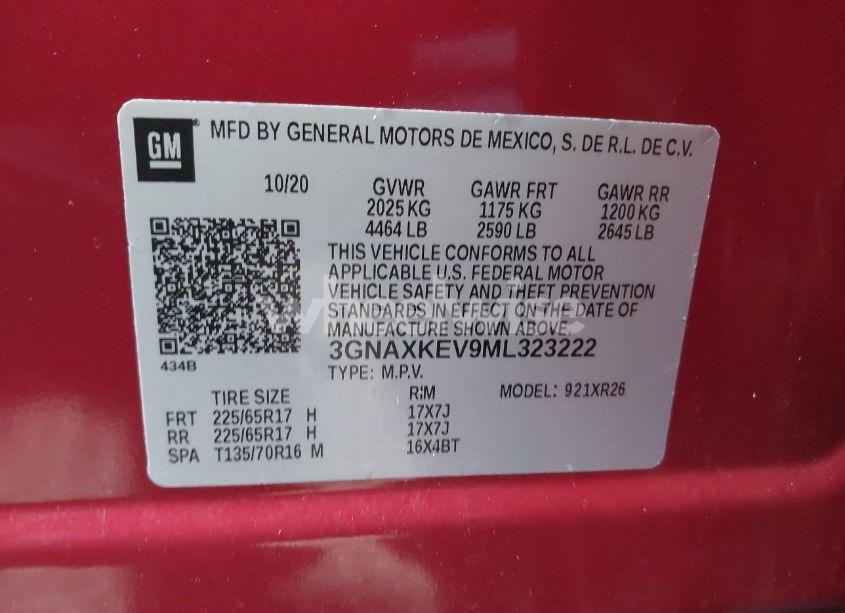 GM MFD BY GENERAL MOTORS DE MEXICO, S. DE R.L. DE C.V.
10/20 GVWR GAWR FRT GAWR RR
2025 KG 1175 KG 1200 KG
4464 LB 2590 LB 2645 LB
THIS VEHICLE CONFORMS TO ALL
APPLICABLE U.S. FEDERAL MOTOR
VEHICLE SAFETY AND THEFT PREVENTION
STANDARDS IN EFFECT ON THE DATE OF
MANUFACTURE SHOWN ABOVE.
3GNAXKEV9ML323222
434B TYPE: M.P.V.
TIRE SIZE RIM MODEL: 921XR26
FRT 225/65R17 H 17X7J
RR 225/65R17 H 17X7J
SPA T135/70R16 M 16X4BT